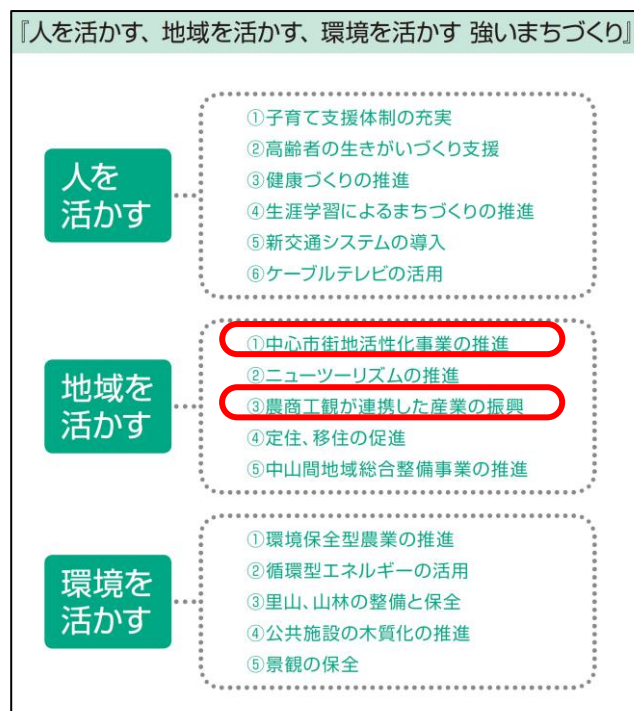 『人を活かす、地域を活かす、環境を活かす 強いまちづくり』
人を
活かす
①子育て支援体制の充実
②高齢者の生きがいづくり支援
③健康づくりの推進
④生涯学習によるまちづくりの推進
⑤新交通システムの導入
⑥ケーブルテレビの活用
地域を
活かす
①中心市街地活性化事業の推進
②ニューツーリズムの推進
③農商工観が連携した産業の振興
④定住、移住の促進
⑤中山間地域総合整備事業の推進
環境を
活かす
①環境保全型農業の推進
②循環型エネルギーの活用
③里山、山林の整備と保全
④公共施設の木質化の推進
⑤景観の保全